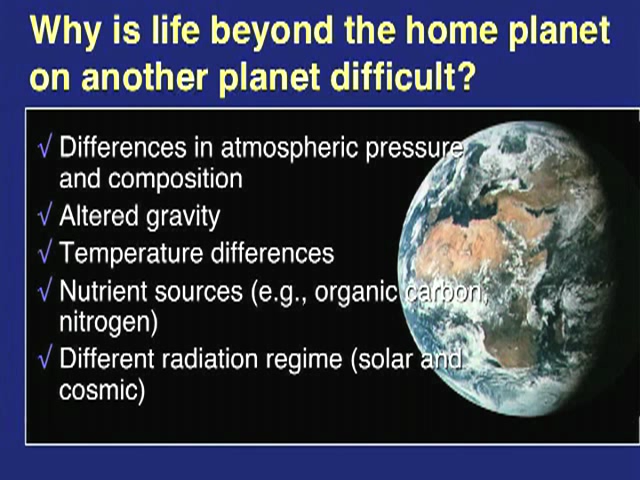 Why is life beyond the home planet
on another planet difficult?
√ Differences in atmospheric pressure
and composition
√ Altered gravity
√ Temperature differences
√ Nutrient sources (e.g., organic carbon,
nitrogen)
√ Different radiation regime (solar and
cosmic)